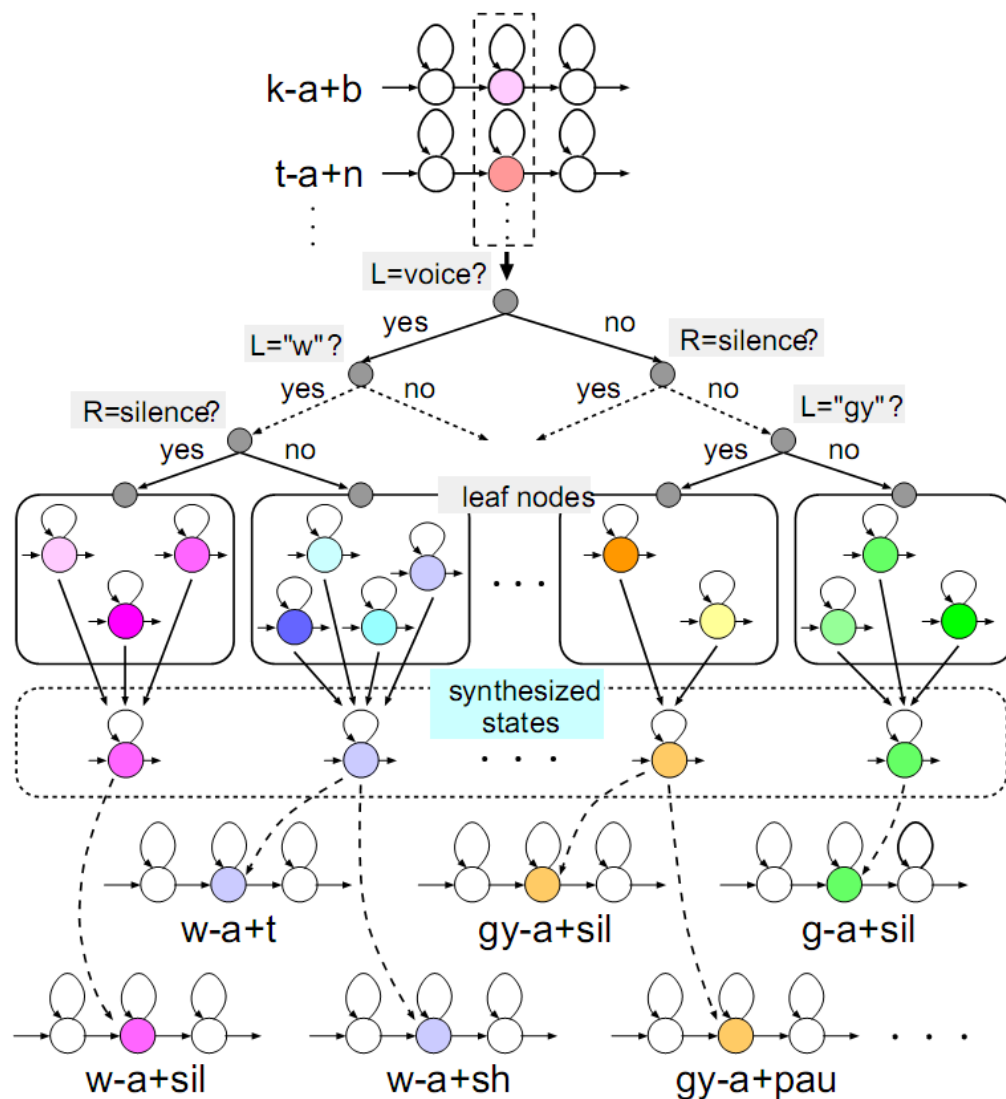 k-a+b
t-a+n
L=voice?
yes no
L="w"? R=silence?
yes no yes no
R=silence? L="gy"?
yes no yes no
leaf nodes
synthesized
states
w-a+t gy-a+sil g-a+sil
w-a+sil w-a+sh gy-a+pau